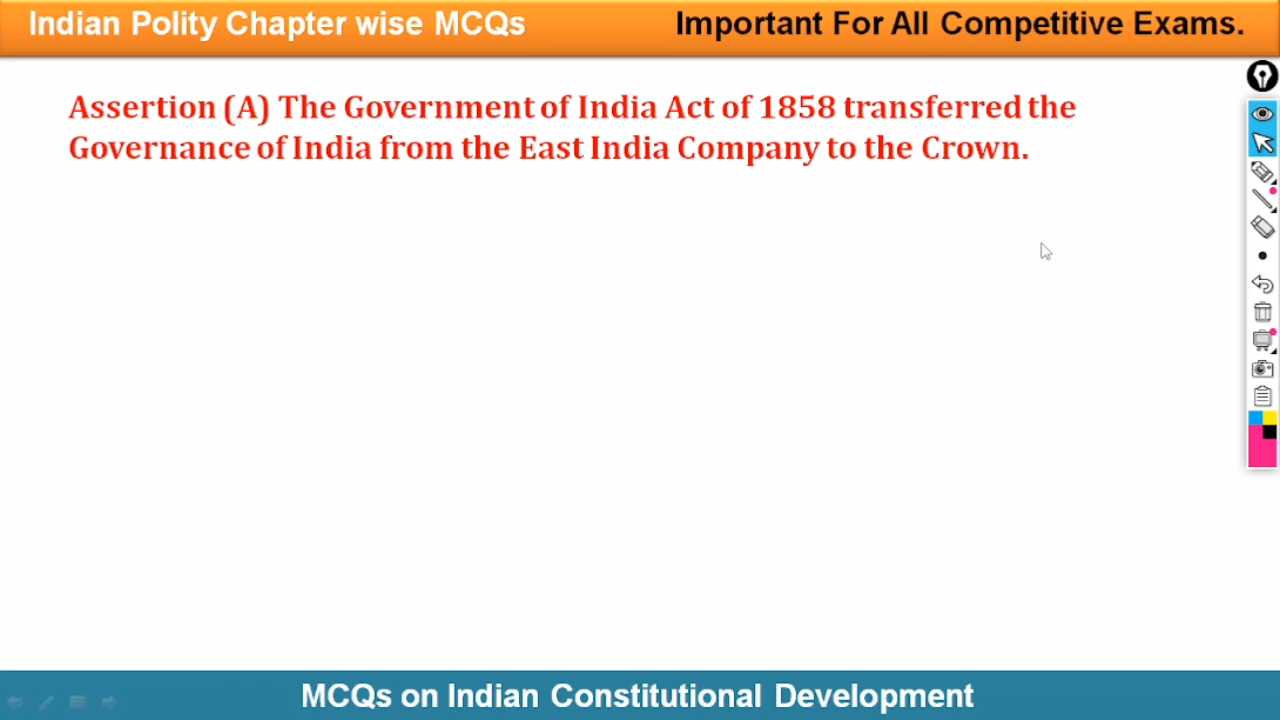 Indian Polity Chapter wise MCQs
Important For All Competitive Exams.
Assertion (A) The Government of India Act of 1858 transferred the
Governance of India from the East India Company to the Crown.
MCQs on Indian Constitutional Development